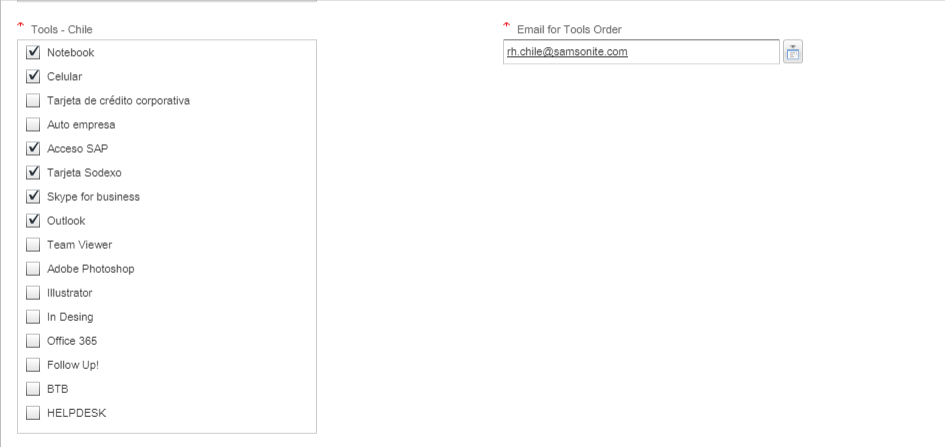 Tools - Chile
Email for Tools Order
Notebook
rh.chile@samsonite.com
Celular
Tarjeta de crédito corporativa
Auto empresa
Acceso SAP
Tarjeta Sodexo
Skype for business
Outlook
Team Viewer
Adobe Photoshop
Illustrator
In Desing
Office 365
Follow Up!
BTB
HELPDESK